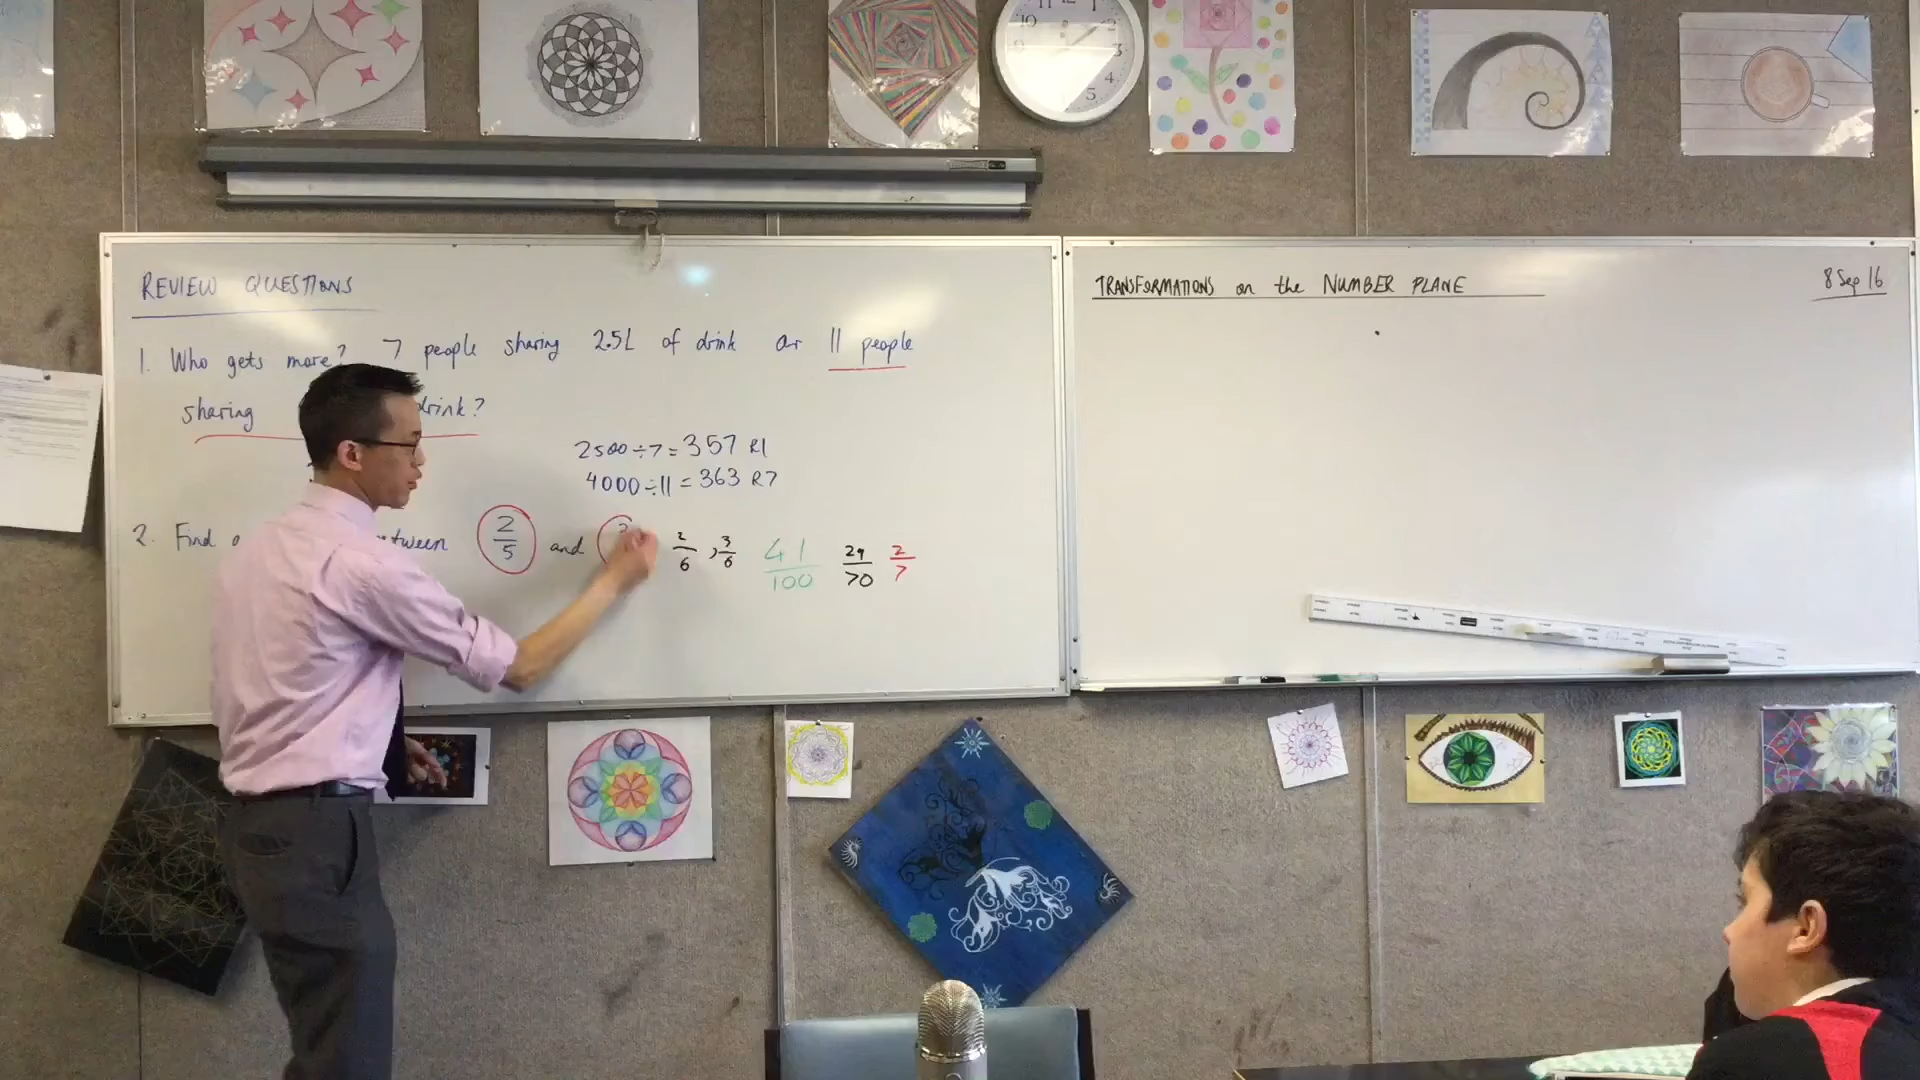 REVIEW QUESTIONS
1. Who gets more? 7 people sharing 2.5L of drink or 11 people
sharing drink?
2500÷7=357 R1
4000÷11=363 R7
2. Find between 2/5 and 2/6 , 3/6 41/100 29/70 2/7
TRANSFORMATIONS on the NUMBER PLANE
8 Sep 16